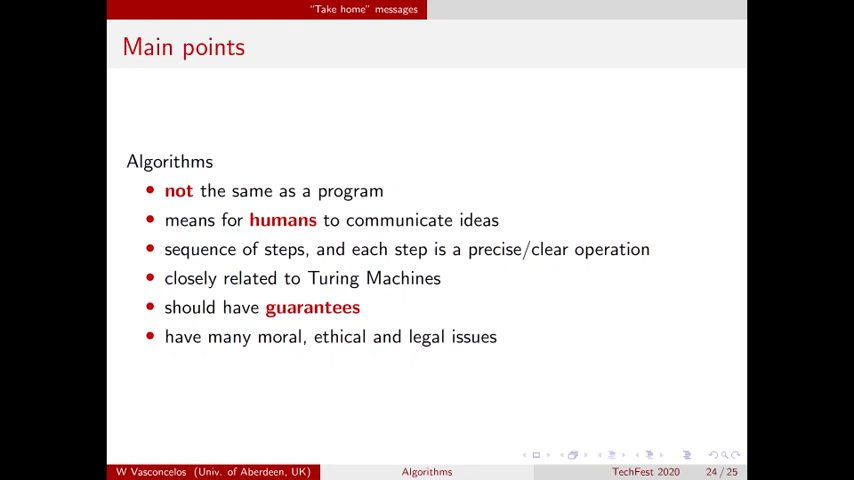 “Take home” messages
Main points
Algorithms
• not the same as a program
• means for humans to communicate ideas
• sequence of steps, and each step is a precise/clear operation
• closely related to Turing Machines
• should have guarantees
• have many moral, ethical and legal issues
W Vasconcelos (Univ. of Aberdeen, UK) Algorithms TechFest 2020 24 / 25